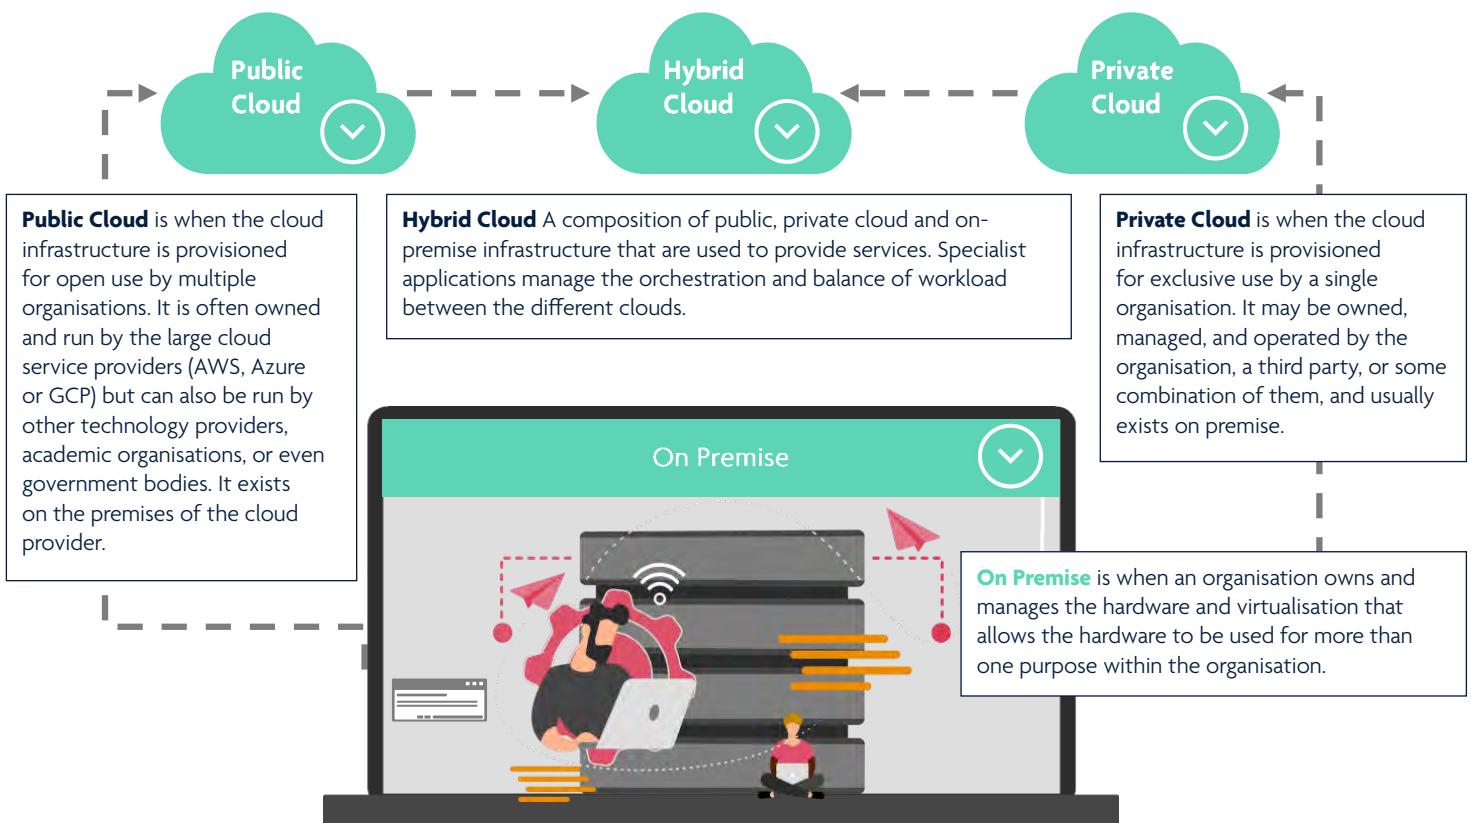 Public
Cloud
Hybrid
Cloud
Private
Cloud
Public Cloud is when the cloud
infrastructure is provisioned
for open use by multiple
organisations. It is often owned
and run by the large cloud
service providers (AWS, Azure
or GCP) but can also be run by
other technology providers,
academic organisations, or even
government bodies. It exists
on the premises of the cloud
provider.
Hybrid Cloud A composition of public, private cloud and on-
premise infrastructure that are used to provide services. Specialist
applications manage the orchestration and balance of workload
between the different clouds.
Private Cloud is when the cloud
infrastructure is provisioned
for exclusive use by a single
organisation. It may be owned,
managed, and operated by the
organisation, a third party, or some
combination of them, and usually
exists on premise.
On Premise
On Premise is when an organisation owns and
manages the hardware and virtualisation that
allows the hardware to be used for more than
one purpose within the organisation.